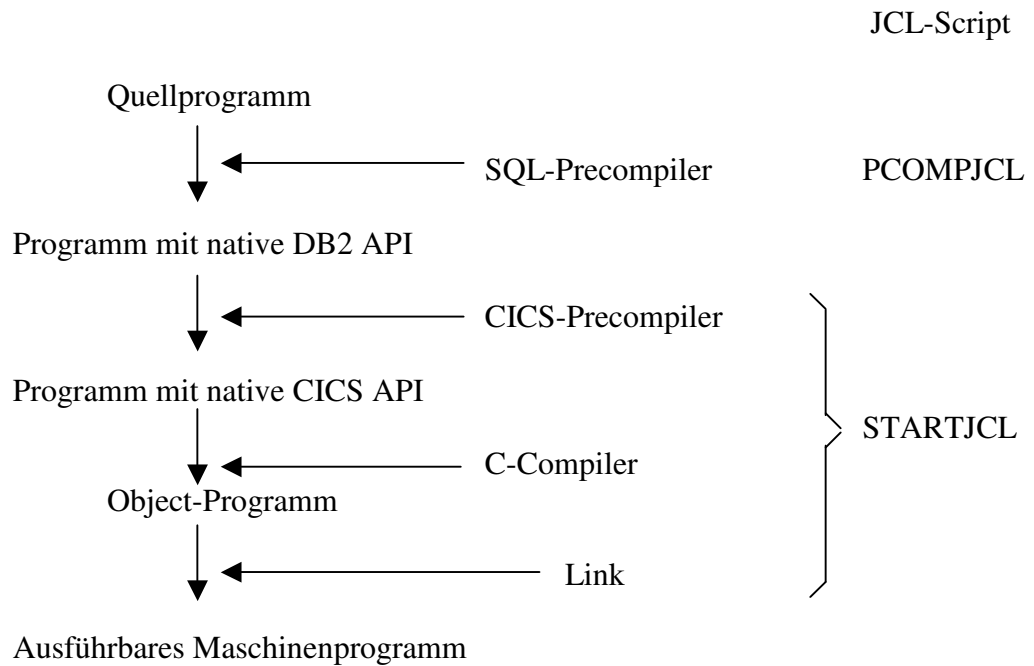 JCL-Script
Quellprogramm
SQL-Precompiler PCOMPJCL
Programm mit native DB2 API
CICS-Precompiler
Programm mit native CICS API
STARTJCL
C-Compiler
Object-Programm
Link
Ausführbares Maschinenprogramm